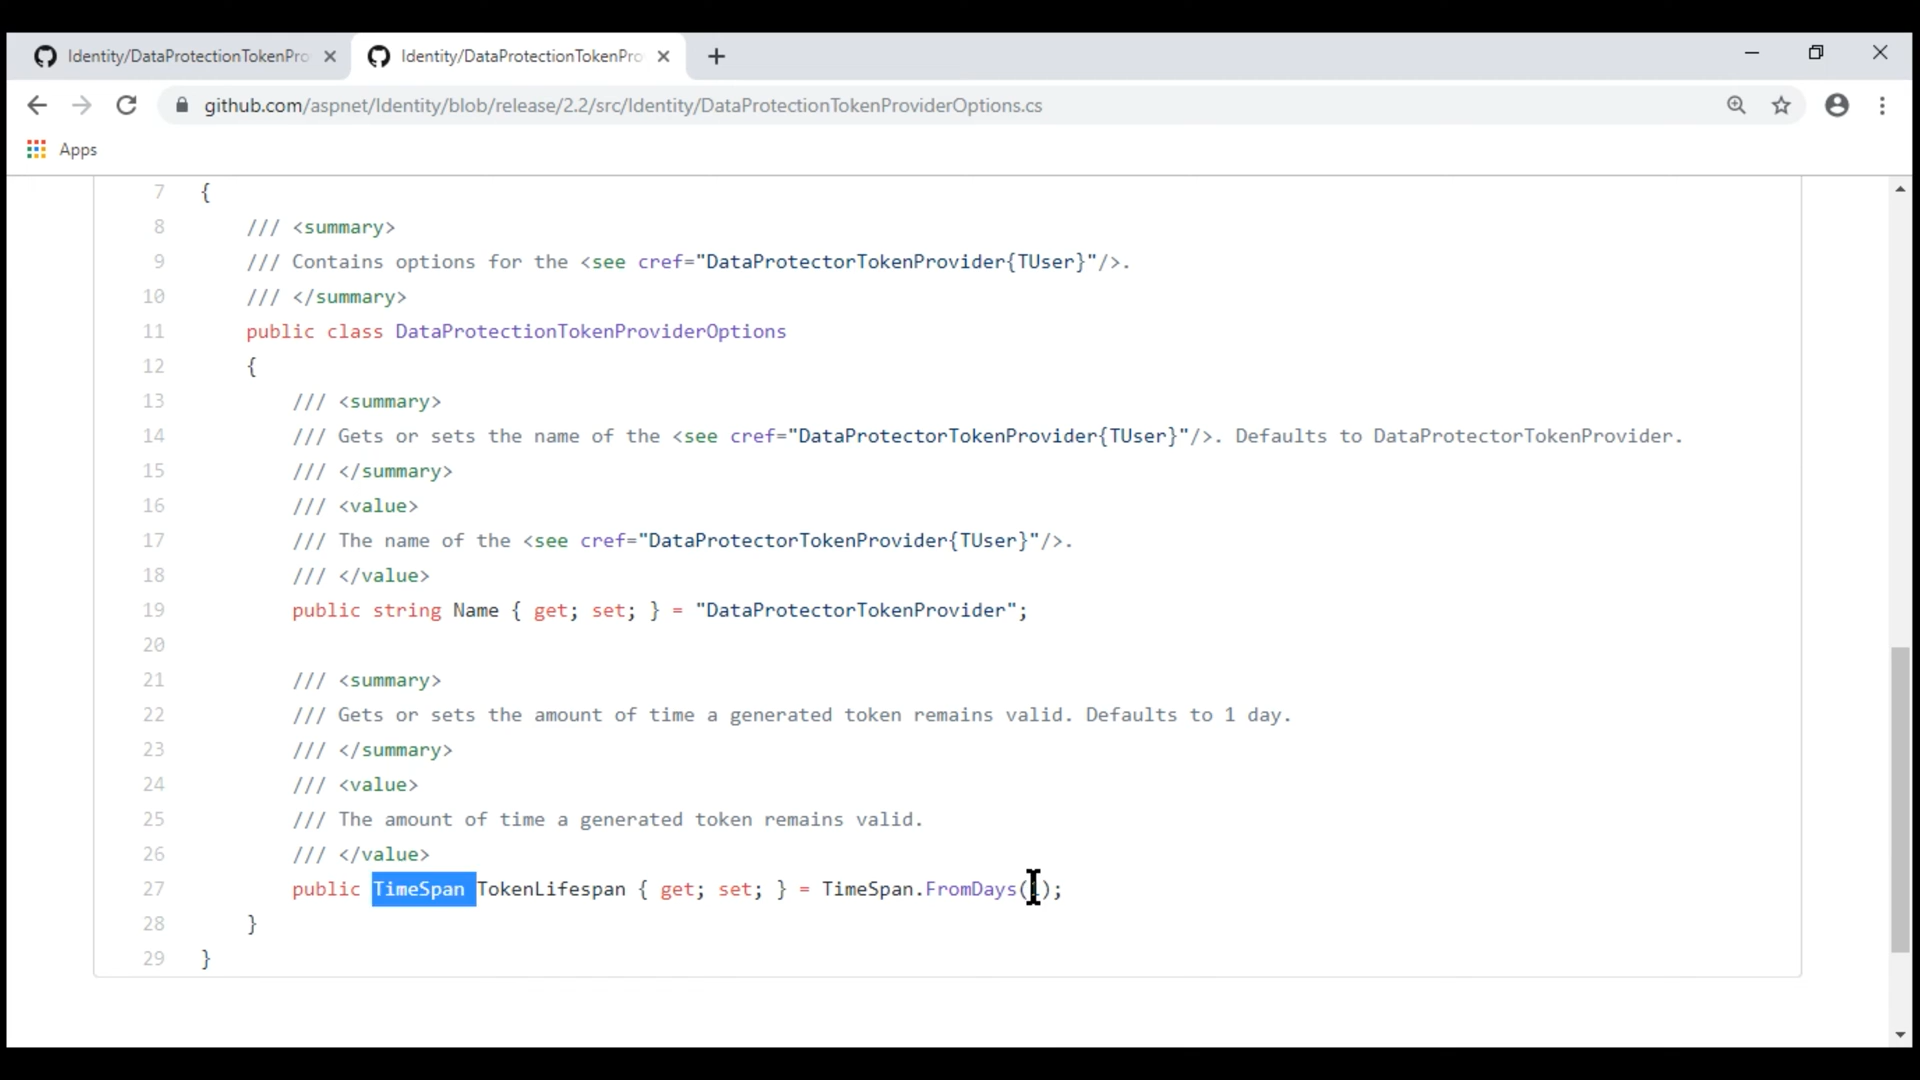 Identity/DataProtectionTokenPro
Identity/DataProtectionTokenPro
github.com/aspnet/Identity/blob/release/2.2/src/Identity/DataProtectionTokenProviderOptions.cs
Apps
7 {
8 /// <summary>
9 /// Contains options for the <see cref="DataProtectorTokenProvider{TUser}"/>.
10 /// </summary>
11 public class DataProtectionTokenProviderOptions
12 {
13 /// <summary>
14 /// Gets or sets the name of the <see cref="DataProtectorTokenProvider{TUser}"/>. Defaults to DataProtectorTokenProvider.
15 /// </summary>
16 /// <value>
17 /// The name of the <see cref="DataProtectorTokenProvider{TUser}"/>.
18 /// </value>
19 public string Name { get; set; } = "DataProtectorTokenProvider";
20
21 /// <summary>
22 /// Gets or sets the amount of time a generated token remains valid. Defaults to 1 day.
23 /// </summary>
24 /// <value>
25 /// The amount of time a generated token remains valid.
26 /// </value>
27 public TimeSpan TokenLifespan { get; set; } = TimeSpan.FromDays(1);
28 }
29 }